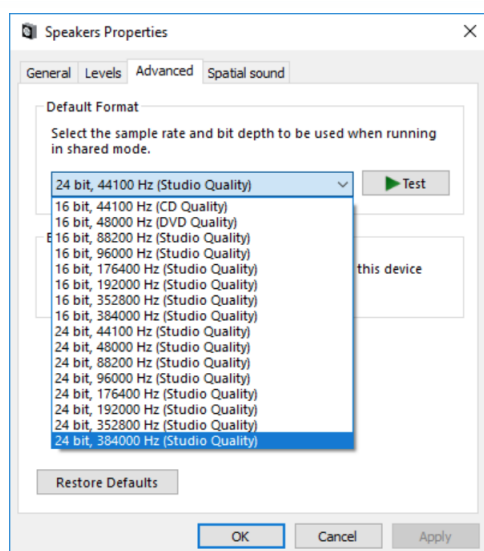 Speakers Properties
General Levels Advanced Spatial sound
Default Format
Select the sample rate and bit depth to be used when running
in shared mode.
24 bit, 44100 Hz (Studio Quality)
Test
16 bit, 44100 Hz (CD Quality)
16 bit, 48000 Hz (DVD Quality)
16 bit, 88200 Hz (Studio Quality)
16 bit, 96000 Hz (Studio Quality)
16 bit, 176400 Hz (Studio Quality)
16 bit, 192000 Hz (Studio Quality)
16 bit, 352800 Hz (Studio Quality)
16 bit, 384000 Hz (Studio Quality)
24 bit, 44100 Hz (Studio Quality)
24 bit, 48000 Hz (Studio Quality)
24 bit, 88200 Hz (Studio Quality)
24 bit, 96000 Hz (Studio Quality)
24 bit, 176400 Hz (Studio Quality)
24 bit, 192000 Hz (Studio Quality)
24 bit, 352800 Hz (Studio Quality)
24 bit, 384000 Hz (Studio Quality)
this device
Restore Defaults
OK Cancel Apply